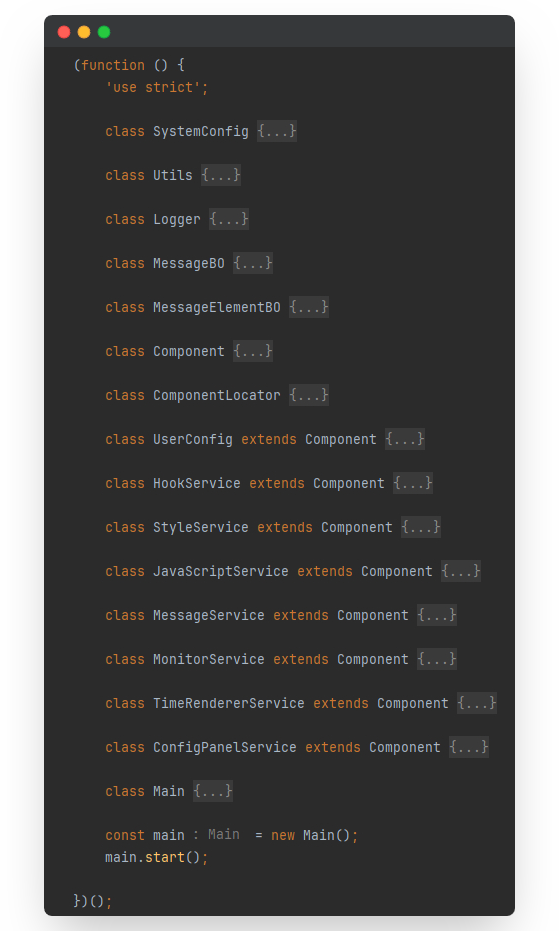 (function () {
'use strict';
class SystemConfig {...}
class Utils {...}
class Logger {...}
class MessageBO {...}
class MessageElementBO {...}
class Component {...}
class ComponentLocator {...}
class UserConfig extends Component {...}
class HookService extends Component {...}
class StyleService extends Component {...}
class JavaScriptService extends Component {...}
class MessageService extends Component {...}
class MonitorService extends Component {...}
class TimeRendererService extends Component {...}
class ConfigPanelService extends Component {...}
class Main {...}
const main : Main = new Main();
main.start();
})();